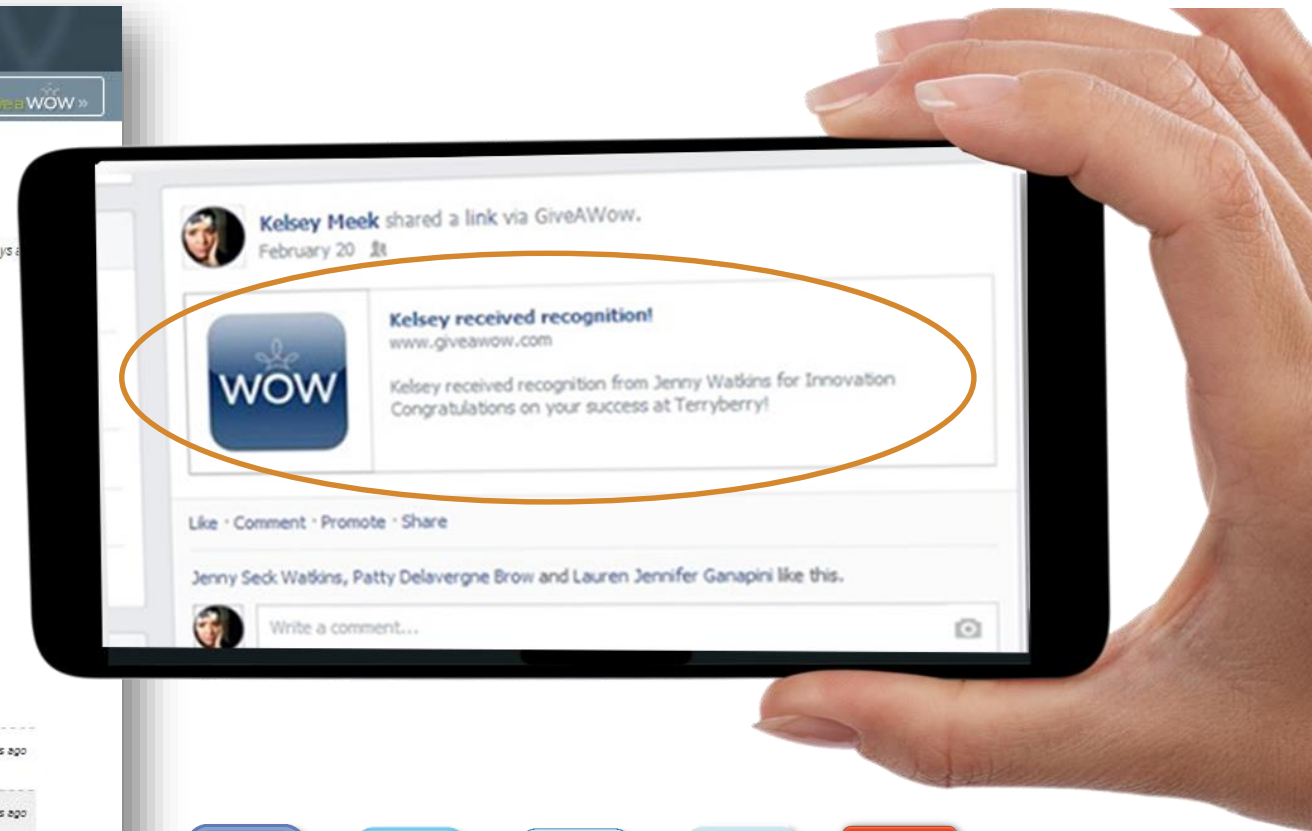 WOW »
Kelsey Meek shared a link via GiveAWow.
February 20
WOW
Kelsey received recognition!
www.giveawow.com
Kelsey received recognition from Jenny Watkins for Innovation
Congratulations on your success at Terryberry!
Like · Comment · Promote · Share
Jenny Seck Watkins, Patty Delavergne Brow and Lauren Jennifer Ganapini like this.
Write a comment...
ago
ago